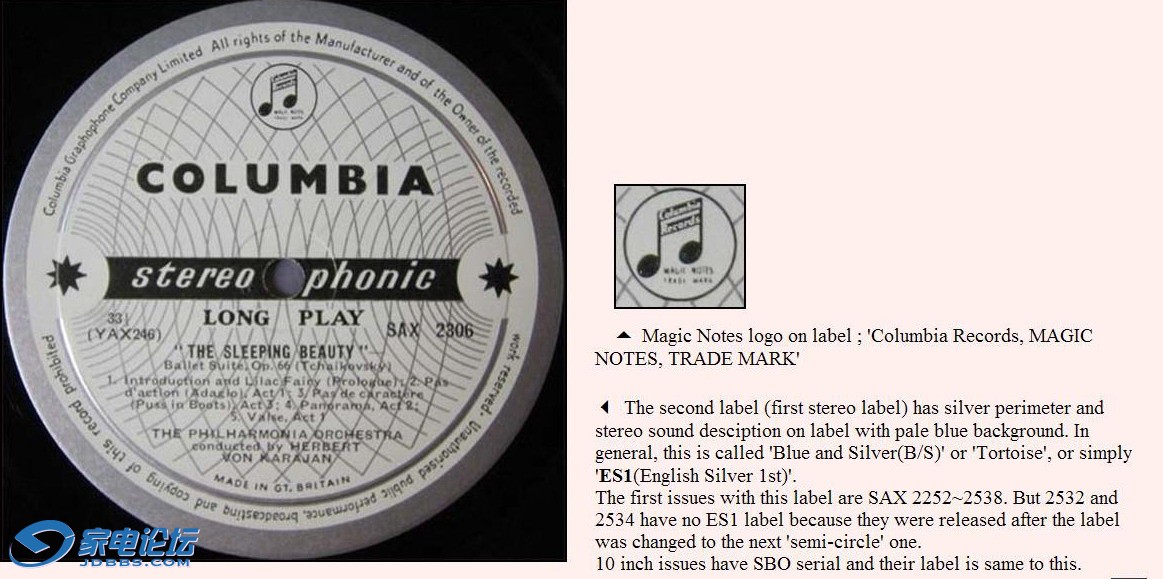 Columbia Graphophone Company Limited All rights of the Manufacturer and of the Owner of the recorded work reserved Unauthorised public performance, broadcasting and copying of this record prohibited
MAGIC NOTES
COLUMBIA
stereophonic
33⅓ LONG PLAY SAX 2306
(YAX246)
"THE SLEEPING BEAUTY"
Ballet Suite, Op. 66 (Tchaikovsky)
1. Introduction and Lilac Fairy (Prologue); 2. Pas
d'action (Adagio), Act 1; 3. Pas de caractère
(Puss in Boots), Act 3; 4. Panorama, Act 2;
5. Valse, Act 1
THE PHILHARMONIA ORCHESTRA
conducted by HERBERT
VON KARAJAN
MADE IN GT. BRITAIN
家电论坛
JDBBS.COM
Columbia
Records
MAGIC NOTES
TRADE MARK
Magic Notes logo on label ; 'Columbia Records, MAGIC
NOTES, TRADE MARK'
The second label (first stereo label) has silver perimeter and
stereo sound desciption on label with pale blue background. In
general, this is called 'Blue and Silver(B/S)' or 'Tortoise', or simply
'ES1(English Silver 1st)'.
The first issues with this label are SAX 2252~2538. But 2532 and
2534 have no ES1 label because they were released after the label
was changed to the next 'semi-circle' one.
10 inch issues have SBO serial and their label is same to this.